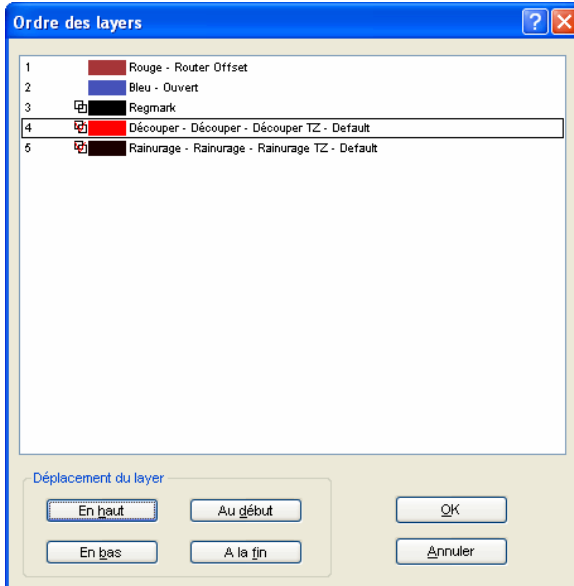 Ordre des layers
1 Rouge - Router Offset
2 Bleu - Ouvert
3 Regmark
4 Découper - Découper - Découper TZ - Default
5 Rainurage - Rainurage - Rainurage TZ - Default
Déplacement du layer
En haut Au début OK
En bas A la fin Annuler